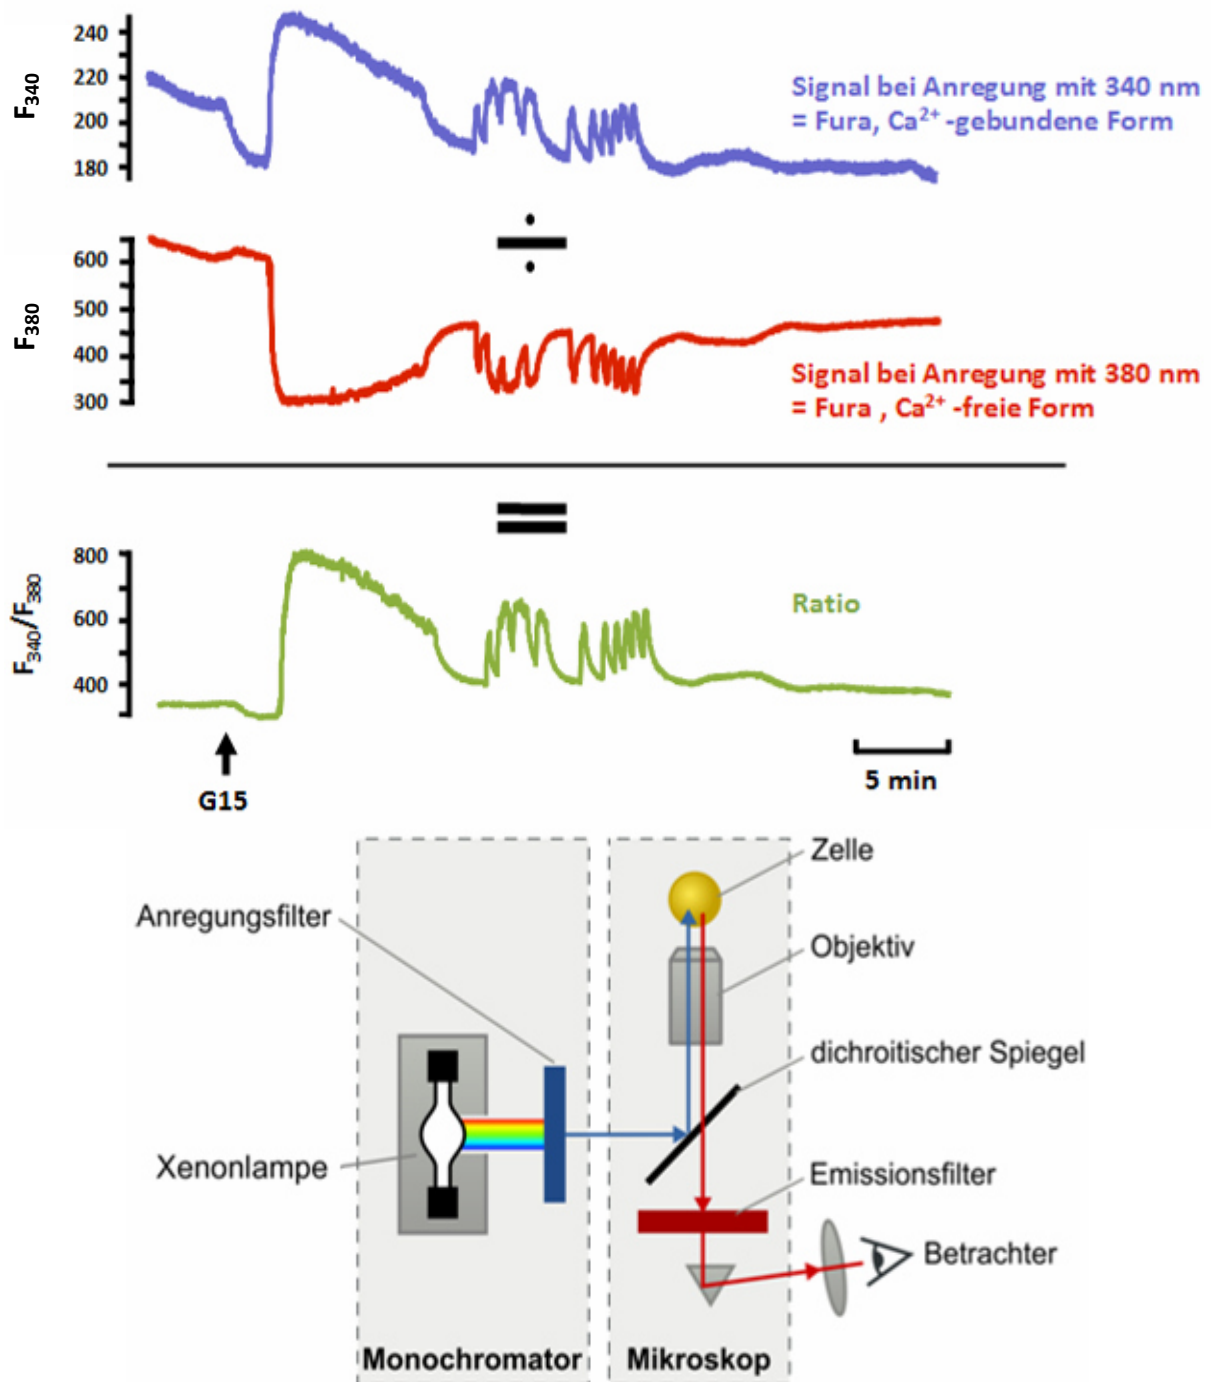 240
220
200
180
F340
Signal bei Anregung mit 340 nm
= Fura, Ca2+ -gebundene Form
600
500
400
300
F380
Signal bei Anregung mit 380 nm
= Fura , Ca2+ -freie Form
800
600
400
F340/F380
Ratio
G15
5 min
Zelle
Anregungsfilter
Objektiv
dichroitischer Spiegel
Xenonlampe
Emissionsfilter
Betrachter
Monochromator
Mikroskop